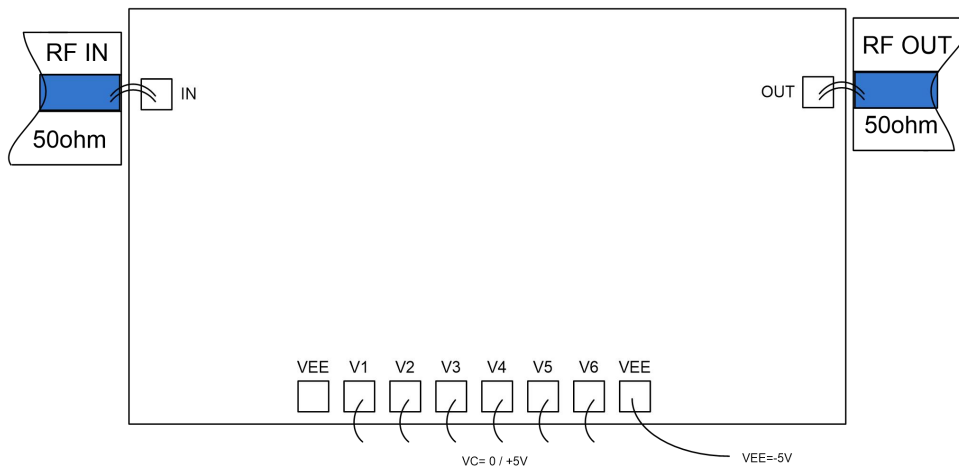 RF IN
RF OUT
IN
OUT
50ohm
50ohm
VEE V1 V2 V3 V4 V5 V6 VEE
VC= 0 / +5V
VEE=-5V